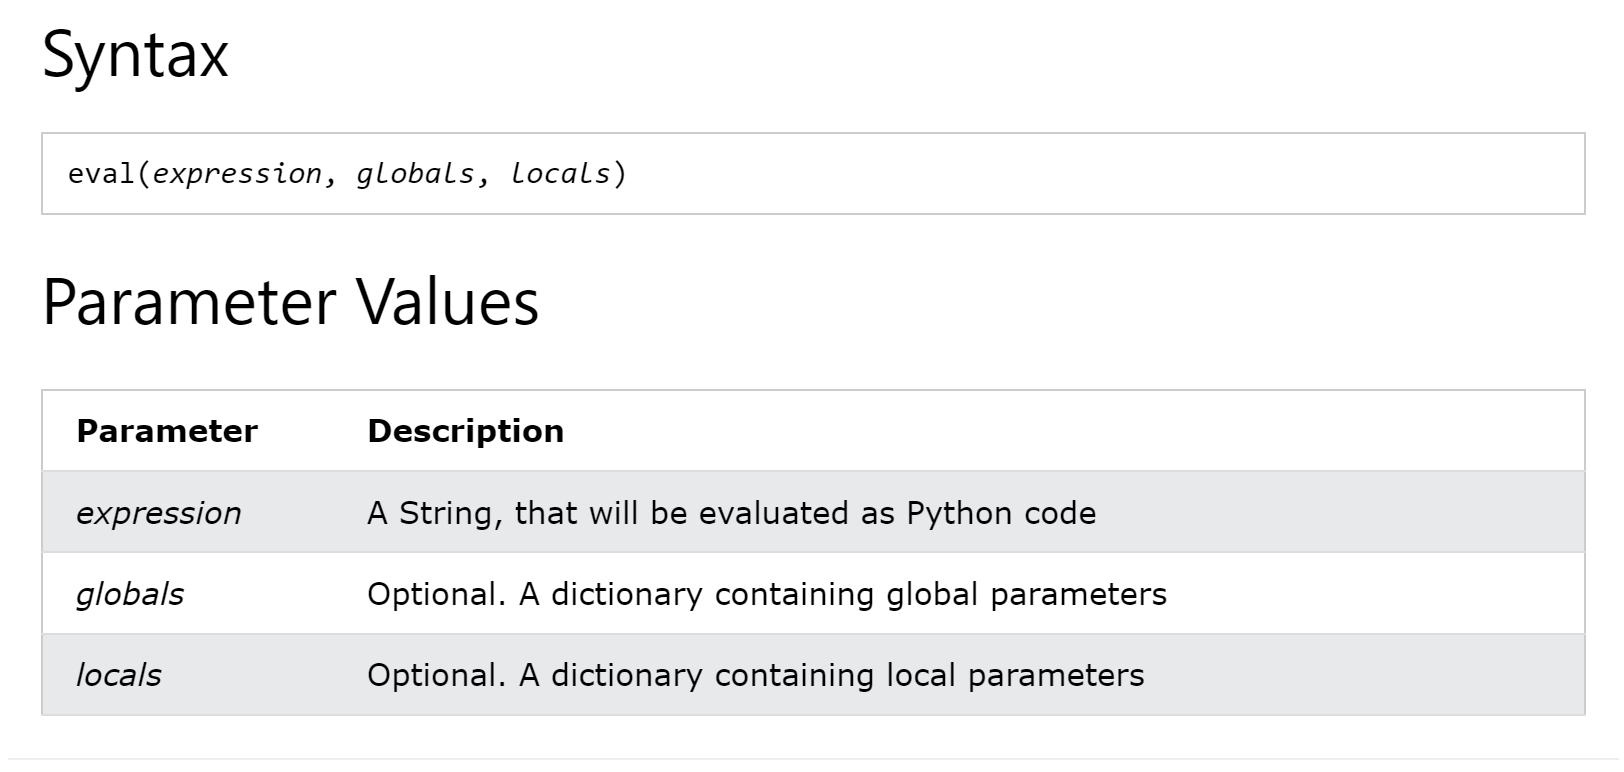 Syntax
eval(expression, globals, locals)
Parameter Values
Parameter Description
expression A String, that will be evaluated as Python code
globals Optional. A dictionary containing global parameters
locals Optional. A dictionary containing local parameters